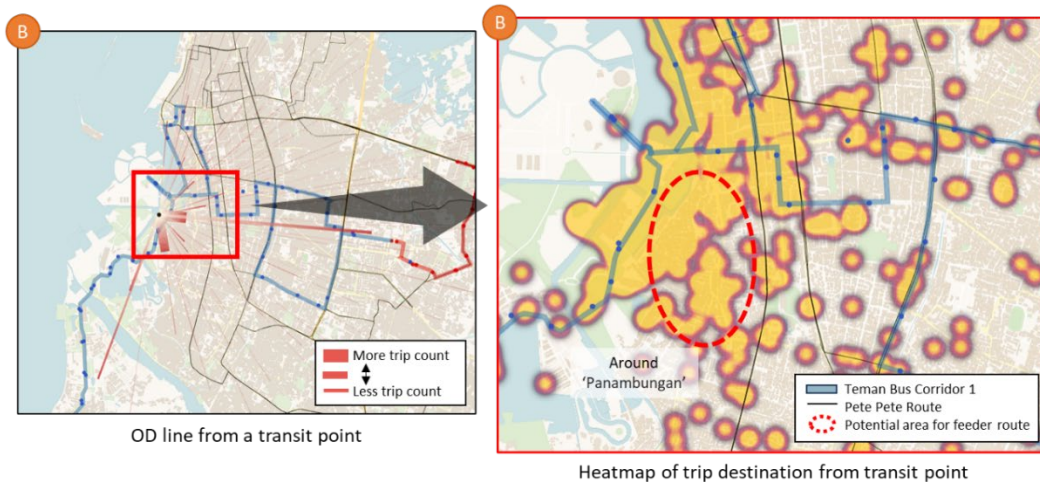 B
More trip count
Less trip count
OD line from a transit point
B
Around
'Panambungan'
Teman Bus Corridor 1
Pete Pete Route
Potential area for feeder route
Heatmap of trip destination from transit point